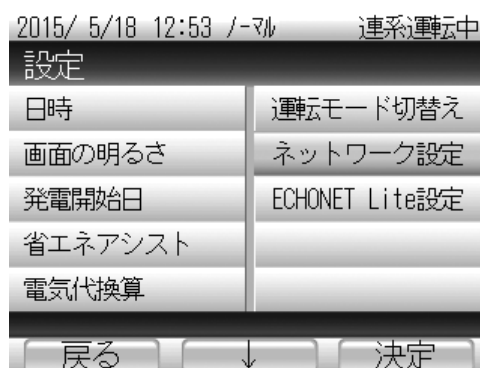 2015/ 5/18 12:53 ノーマル 連系運転中
設定
日時
画面の明るさ
発電開始日
省エネアシスト
電気代換算
運転モード切替え
ネットワーク設定
ECHONET Lite設定
戻る ↓ 決定